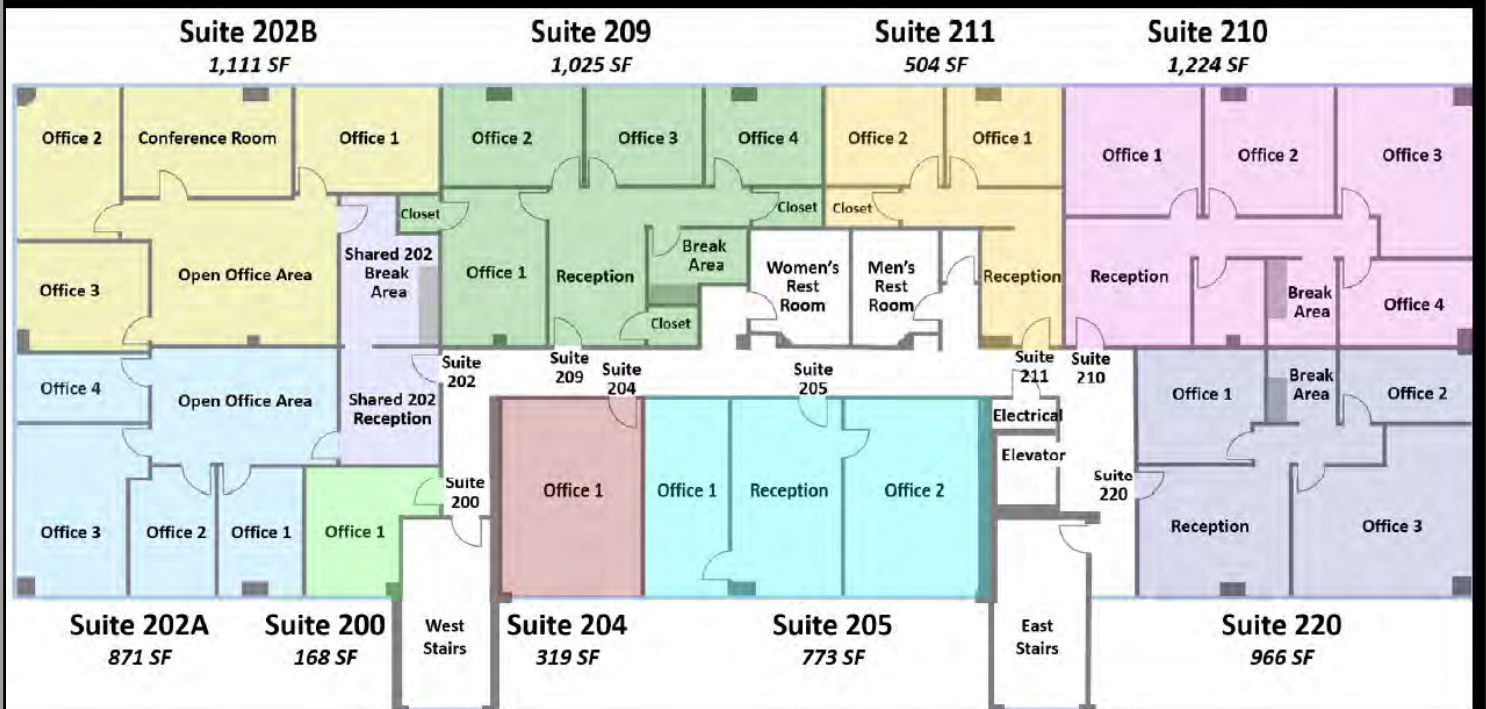 Suite 202B
1,111 SF
Suite 209
1,025 SF
Suite 211
504 SF
Suite 210
1,224 SF
Office 2
Conference Room
Office 1
Office 2
Office 3
Office 4
Office 2
Office 1
Office 1
Office 2
Office 3
Closet
Closet
Closet
Open Office Area
Office 3
Shared 202
Break
Area
Office 1
Reception
Break
Area
Closet
Women's
Rest
Room
Men's
Rest
Room
Reception
Reception
Break
Area
Office 4
Office 4
Open Office Area
Shared 202
Reception
Suite
202
Suite
209
Suite
204
Suite
205
Suite
211
Suite
210
Office 1
Break
Area
Office 2
Electrical
Elevator
Suite
200
Suite
220
Office 3
Office 2
Office 1
Office 1
Office 1
Office 1
Reception
Office 2
Reception
Office 3
Suite 202A
871 SF
Suite 200
168 SF
West
Stairs
Suite 204
319 SF
Suite 205
773 SF
East
Stairs
Suite 220
966 SF